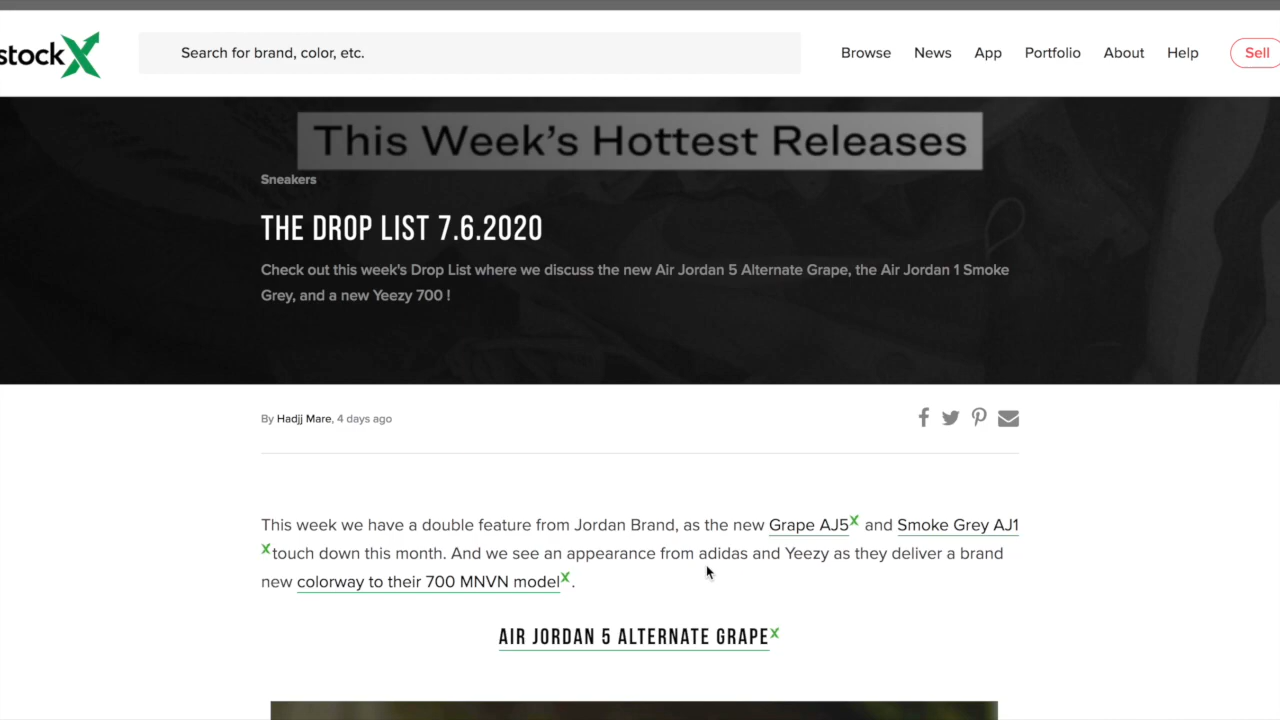 stockX
Search for brand, color, etc.
Browse News App Portfolio About Help Sell
This Week's Hottest Releases
Sneakers
THE DROP LIST 7.6.2020
Check out this week's Drop List where we discuss the new Air Jordan 5 Alternate Grape, the Air Jordan 1 Smoke
Grey, and a new Yeezy 700 !
By Hadjj Mare, 4 days ago
This week we have a double feature from Jordan Brand, as the new Grape AJ5 and Smoke Grey AJ1
touch down this month. And we see an appearance from adidas and Yeezy as they deliver a brand
new colorway to their 700 MNVN model.
AIR JORDAN 5 ALTERNATE GRAPE